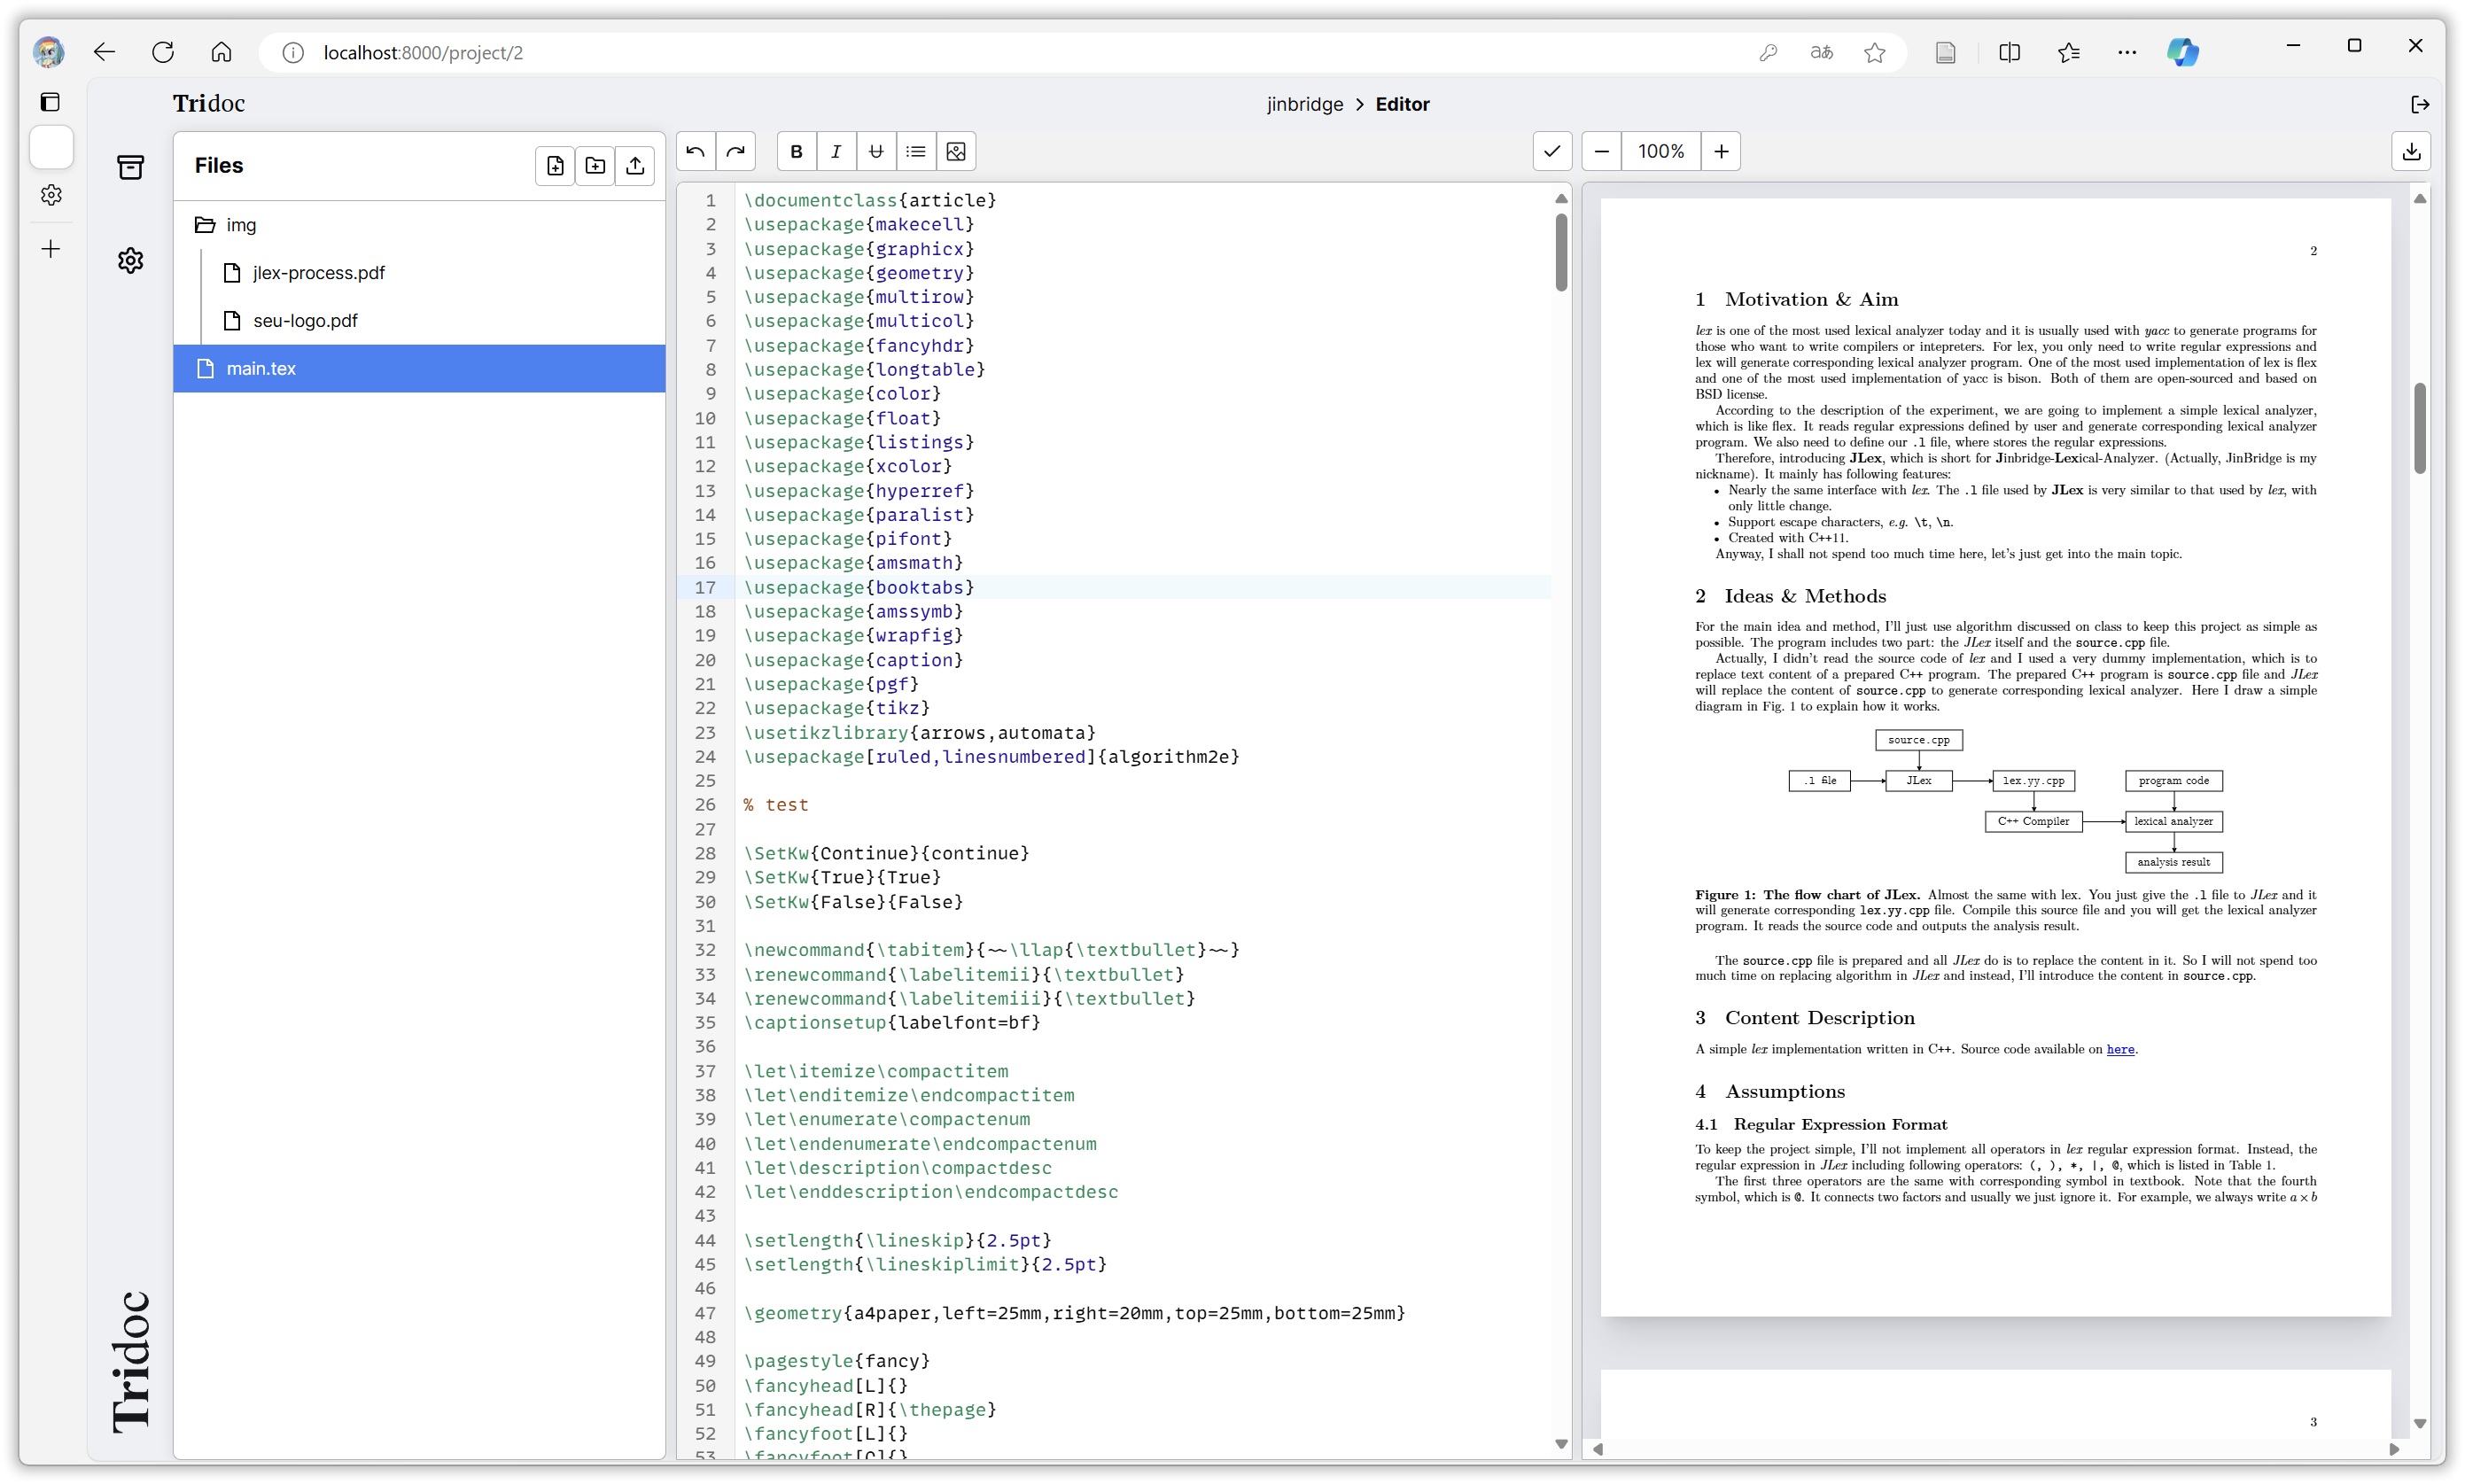 localhost:8000/project/2
aあ
Tridoc
jinbridge > Editor
Files
100%
img
jlex-process.pdf
seu-logo.pdf
main.tex
Tridoc
1 \documentclass{article}
2 \usepackage{makecell}
3 \usepackage{graphicx}
4 \usepackage{geometry}
5 \usepackage{multirow}
6 \usepackage{multicol}
7 \usepackage{fancyhdr}
8 \usepackage{longtable}
9 \usepackage{color}
10 \usepackage{float}
11 \usepackage{listings}
12 \usepackage{xcolor}
13 \usepackage{hyperref}
14 \usepackage{paralist}
15 \usepackage{pifont}
16 \usepackage{amsmath}
17 \usepackage{booktabs}
18 \usepackage{amssymb}
19 \usepackage{wrapfig}
20 \usepackage{caption}
21 \usepackage{pgf}
22 \usepackage{tikz}
23 \usetikzlibrary{arrows,automata}
24 \usepackage[ruled,linesnumbered]{algorithm2e}
25
26 % test
27
28 \SetKw{Continue}{continue}
29 \SetKw{True}{True}
30 \SetKw{False}{False}
31
32 \newcommand{\tabitem}{~~\llap{\textbullet}~~}
33 \renewcommand{\labelitemii}{\textbullet}
34 \renewcommand{\labelitemiii}{\textbullet}
35 \captionsetup{labelfont=bf}
36
37 \let\itemize\compactitem
38 \let\enditemize\endcompactitem
39 \let\enumerate\compactenum
40 \let\endenumerate\endcompactenum
41 \let\description\compactdesc
42 \let\enddescription\endcompactdesc
43
44 \setlength{\lineskip}{2.5pt}
45 \setlength{\lineskiplimit}{2.5pt}
46
47 \geometry{a4paper,left=25mm,right=20mm,top=25mm,bottom=25mm}
48
49 \pagestyle{fancy}
50 \fancyhead[L]{}
51 \fancyhead[R]{\thepage}
52 \fancyfoot[L]{}
53 \fancyfoot[C]{}
2
1 Motivation & Aim
lex is one of the most used lexical analyzer today and it is usually used with yacc to generate programs for
those who want to write compilers or intepreters. For lex, you only need to write regular expressions and
lex will generate corresponding lexical analyzer program. One of the most used implementation of lex is flex
and one of the most used implementation of yacc is bison. Both of them are open-sourced and based on
BSD license.
According to the description of the experiment, we are going to implement a simple lexical analyzer,
which is like flex. It reads regular expressions defined by user and generate corresponding lexical analyzer
program. We also need to define our .l file, where stores the regular expressions.
Therefore, introducing JLex, which is short for Jinbridge-Lexical-Analyzer. (Actually, JinBridge is my
nickname). It mainly has following features:
• Nearly the same interface with lex. The .l file used by JLex is very similar to that used by lex, with
only little change.
• Support escape characters, e.g. \t, \n.
• Created with C++11.
Anyway, I shall not spend too much time here, let's just get into the main topic.
2 Ideas & Methods
For the main idea and method, I'll just use algorithm discussed on class to keep this project as simple as
possible. The program includes two part: the JLex itself and the source.cpp file.
Actually, I didn't read the source code of lex and I used a very dummy implementation, which is to
replace text content of a prepared C++ program. The prepared C++ program is source.cpp file and JLex
will replace the content of source.cpp to generate corresponding lexical analyzer. Here I draw a simple
diagram in Fig. 1 to explain how it works.
source.cpp
.l file JLex lex.yy.cpp program code
C++ Compiler lexical analyzer
analysis result
Figure 1: The flow chart of JLex. Almost the same with lex. You just give the .l file to JLex and it
will generate corresponding lex.yy.cpp file. Compile this source file and you will get the lexical analyzer
program. It reads the source code and outputs the analysis result.
The source.cpp file is prepared and all JLex do is to replace the content in it. So I will not spend too
much time on replacing algorithm in JLex and instead, I'll introduce the content in source.cpp.
3 Content Description
A simple lex implementation written in C++. Source code available on here.
4 Assumptions
4.1 Regular Expression Format
To keep the project simple, I'll not implement all operators in lex regular expression format. Instead, the
regular expression in JLex including following operators: (, ), *, |, @, which is listed in Table 1.
The first three operators are the same with corresponding symbol in textbook. Note that the fourth
symbol, which is @. It connects two factors and usually we just ignore it. For example, we always write a × b
3